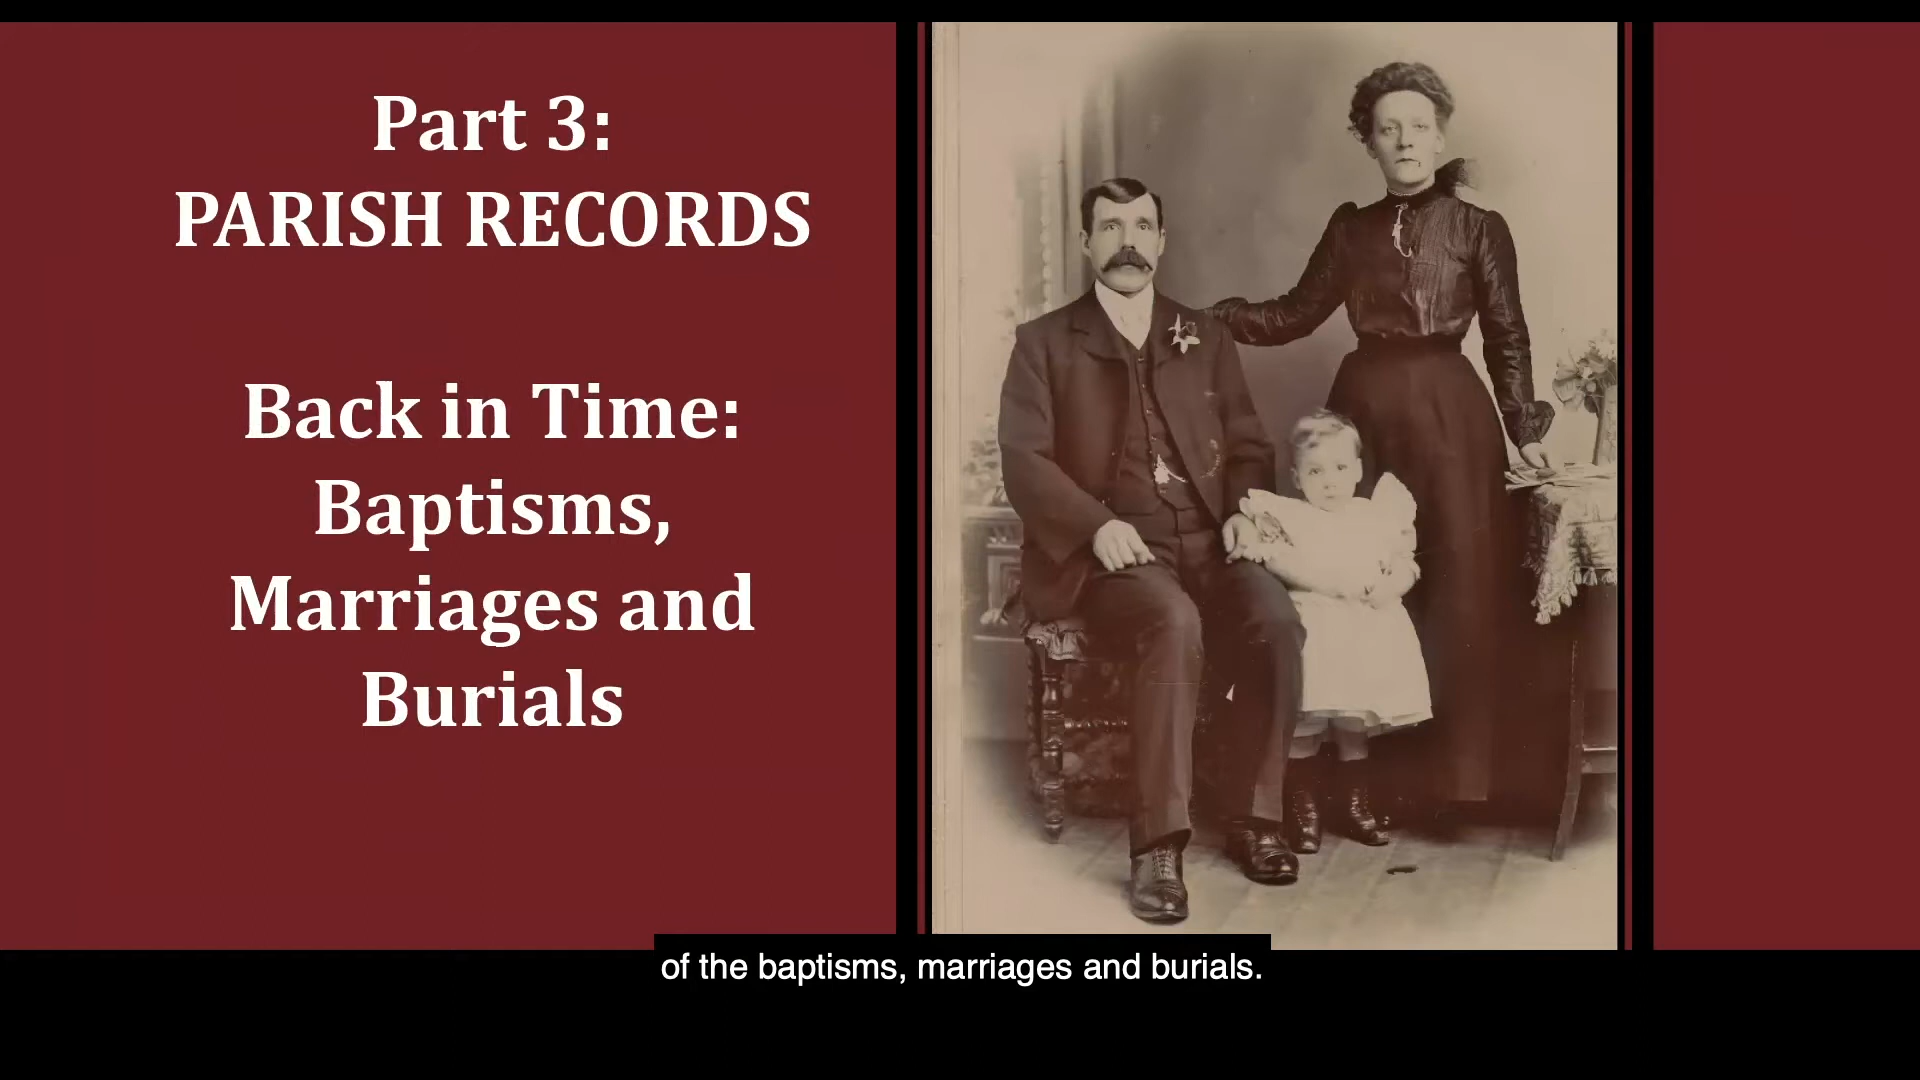 Part 3:
PARISH RECORDS
Back in Time:
Baptisms,
Marriages and
Burials
of the baptisms, marriages and burials.